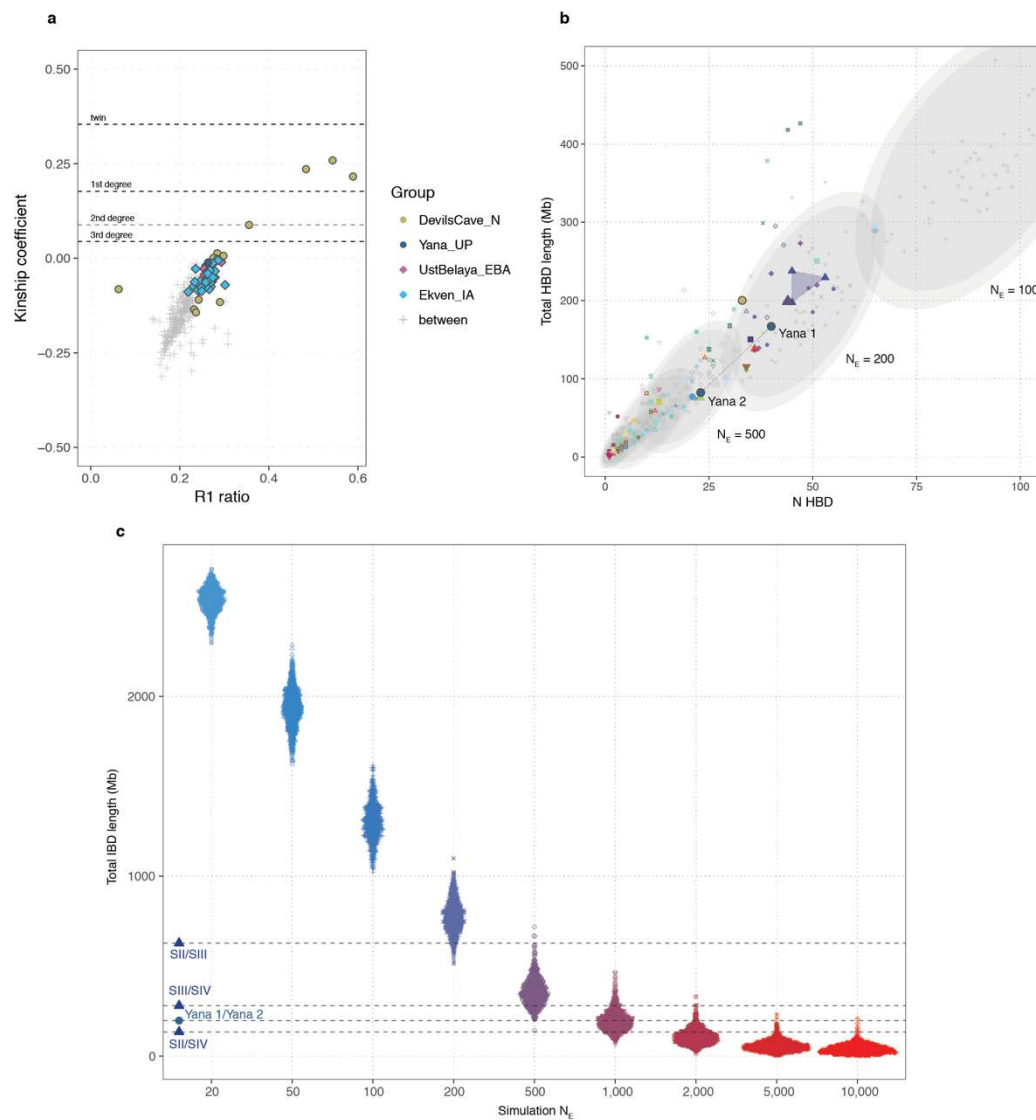 a
0.50
0.25
0.00
−0.25
−0.50
Kinship coefficient
twin
1st degree
2nd degree
3rd degree
0.0
0.2
0.4
0.6
R1 ratio
Group
DevilsCave_N
Yana_UP
UstBelaya_EBA
Ekven_IA
between
b
500
400
300
200
100
0
Total HBD length (Mb)
Yana 1
Yana 2
N_E = 100
N_E = 200
N_E = 500
0
25
50
75
100
N HBD
c
2000
1000
0
Total IBD length (Mb)
SII/SIII
SIII/SIV
Yana 1/Yana 2
SII/SIV
20
50
100
200
500
1,000
2,000
5,000
10,000
Simulation N_E